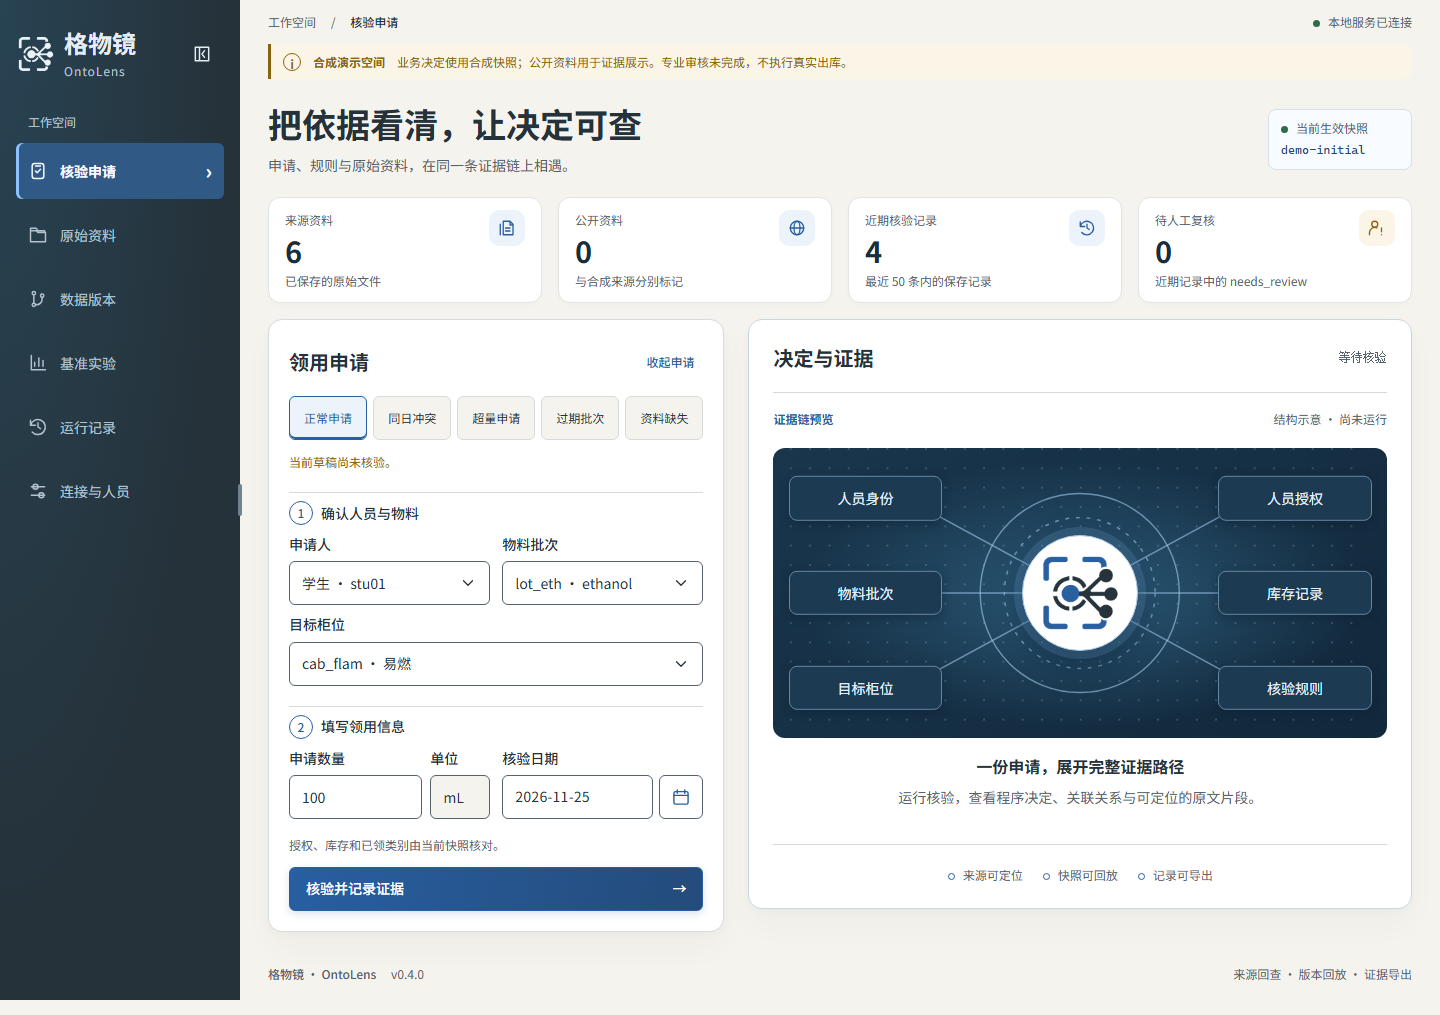 格物镜
OntoLens
工作空间
核验申请
原始资料
数据版本
基准实验
运行记录
连接与人员
工作空间 / 核验申请
本地服务已连接
合成演示空间 业务决定使用合成快照；公开资料用于证据展示。专业审核未完成，不执行真实出库。
把依据看清，让决定可查
申请、规则与原始资料，在同一条证据链上相遇。
当前生效快照
demo-initial
来源资料
6
已保存的原始文件
公开资料
0
与合成来源分别标记
近期核验记录
4
最近 50 条内的保存记录
待人工复核
0
近期记录中的 needs_review
领用申请
收起申请
正常申请 同日冲突 超量申请 过期批次 资料缺失
当前草稿尚未核验。
1 确认人员与物料
申请人 物料批次
学生 · stu01 lot_eth · ethanol
目标柜位
cab_flam · 易燃
2 填写领用信息
申请数量 单位 核验日期
100 mL 2026-11-25
授权、库存和已领类别由当前快照核对。
核验并记录证据 →
决定与证据
等待核验
证据链预览
结构示意 · 尚未运行
人员身份 人员授权
物料批次 库存记录
目标柜位 核验规则
一份申请，展开完整证据路径
运行核验，查看程序决定、关联关系与可定位的原文片段。
来源可定位 快照可回放 记录可导出
格物镜 · OntoLens v0.4.0
来源回查 · 版本回放 · 证据导出